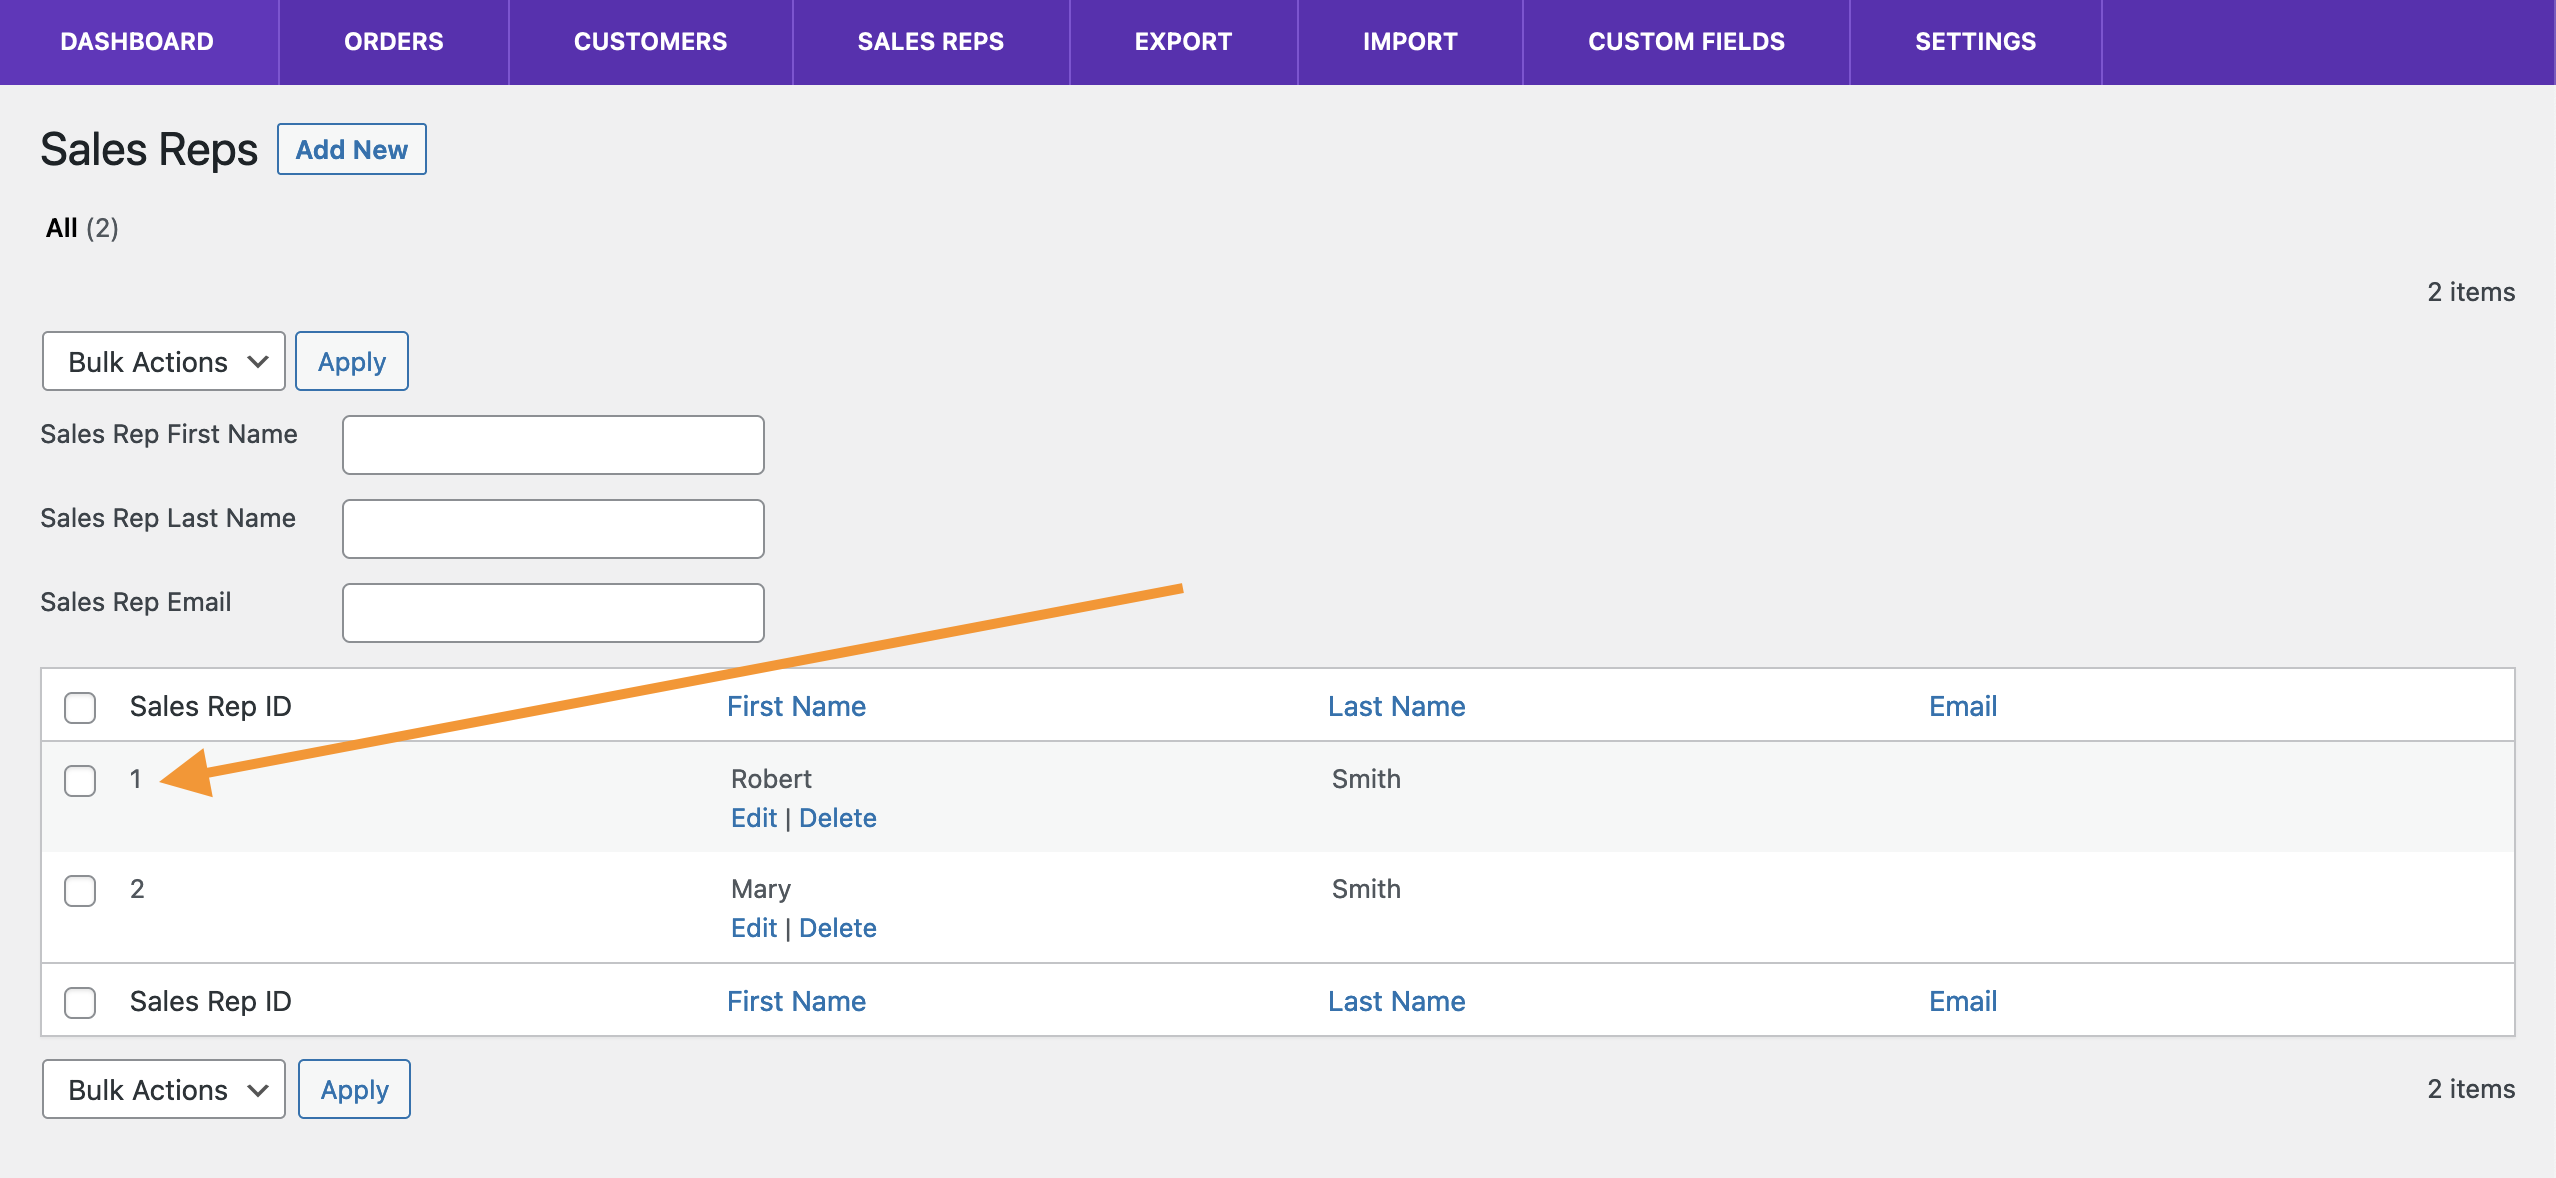 DASHBOARD ORDERS CUSTOMERS SALES REPS EXPORT IMPORT CUSTOM FIELDS SETTINGS
Sales Reps Add New
All (2)
2 items
Bulk Actions Apply
Sales Rep First Name
Sales Rep Last Name
Sales Rep Email
Sales Rep ID First Name Last Name Email
1 Robert Smith
Edit | Delete
2 Mary Smith
Edit | Delete
Sales Rep ID First Name Last Name Email
Bulk Actions Apply 2 items